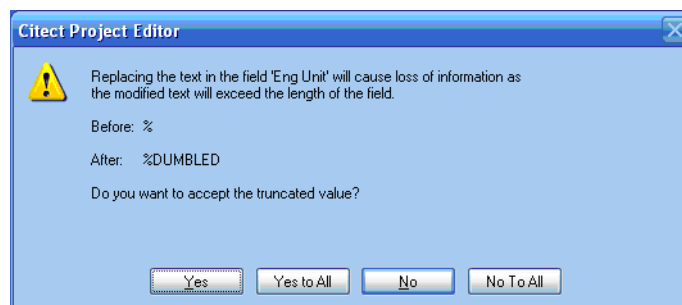 Citect Project Editor
Replacing the text in the field 'Eng Unit' will cause loss of information as
the modified text will exceed the length of the field.
Before: %
After: %DUMBLED
Do you want to accept the truncated value?
Yes Yes to All No No To All